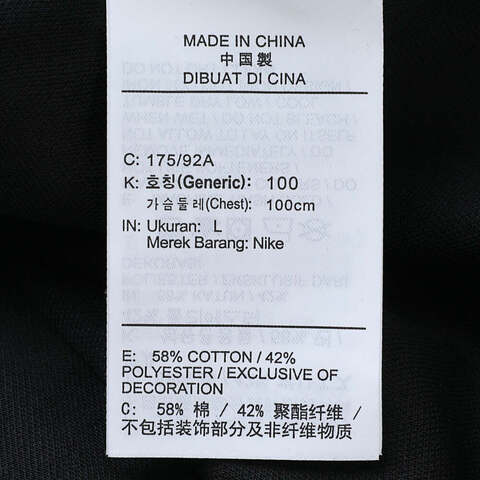 MADE IN CHINA
中国製
DIBUAT DI CINA
C: 175/92A
K: 호칭(Generic): 100
가슴둘레(Chest): 100cm
IN: Ukuran: L
Merek Barang: Nike
E: 58% COTTON / 42%
POLYESTER / EXCLUSIVE OF
DECORATION
C: 58% 棉 / 42% 聚酯纤维 /
不包括装饰部分及非纤维物质